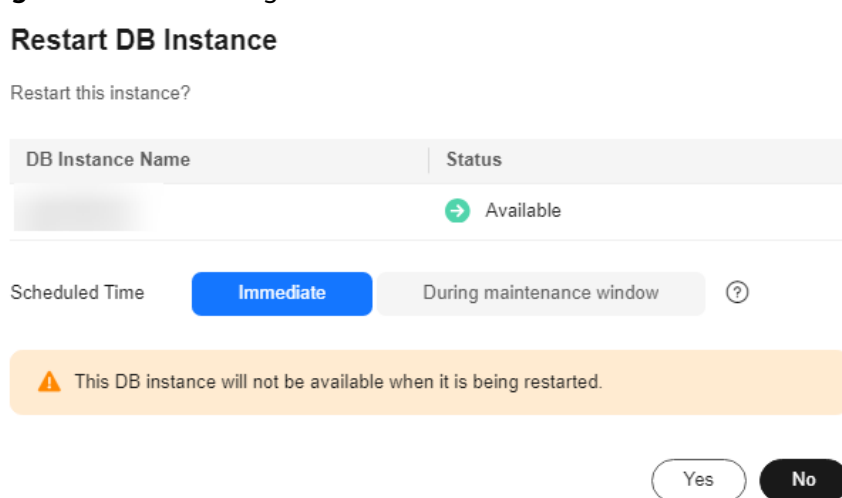 Restart DB Instance
Restart this instance?
DB Instance Name Status
Available
Scheduled Time Immediate During maintenance window ?
This DB instance will not be available when it is being restarted.
Yes No